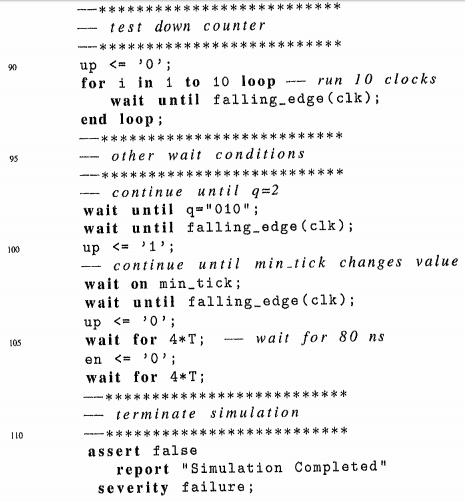 --**************************
-- test down counter
--**************************
90 up <= '0';
for i in 1 to 10 loop -- run 10 clocks
wait until falling_edge(clk);
end loop;
--**************************
95 -- other wait conditions
--**************************
-- continue until q=2
wait until q="010";
wait until falling_edge(clk);
100 up <= '1';
-- continue until min_tick changes value
wait on min_tick;
wait until falling_edge(clk);
up <= '0';
105 wait for 4*T; -- wait for 80 ns
en <= '0';
wait for 4*T;
--**************************
-- terminate simulation
110 --**************************
assert false
report "Simulation Completed"
severity failure;